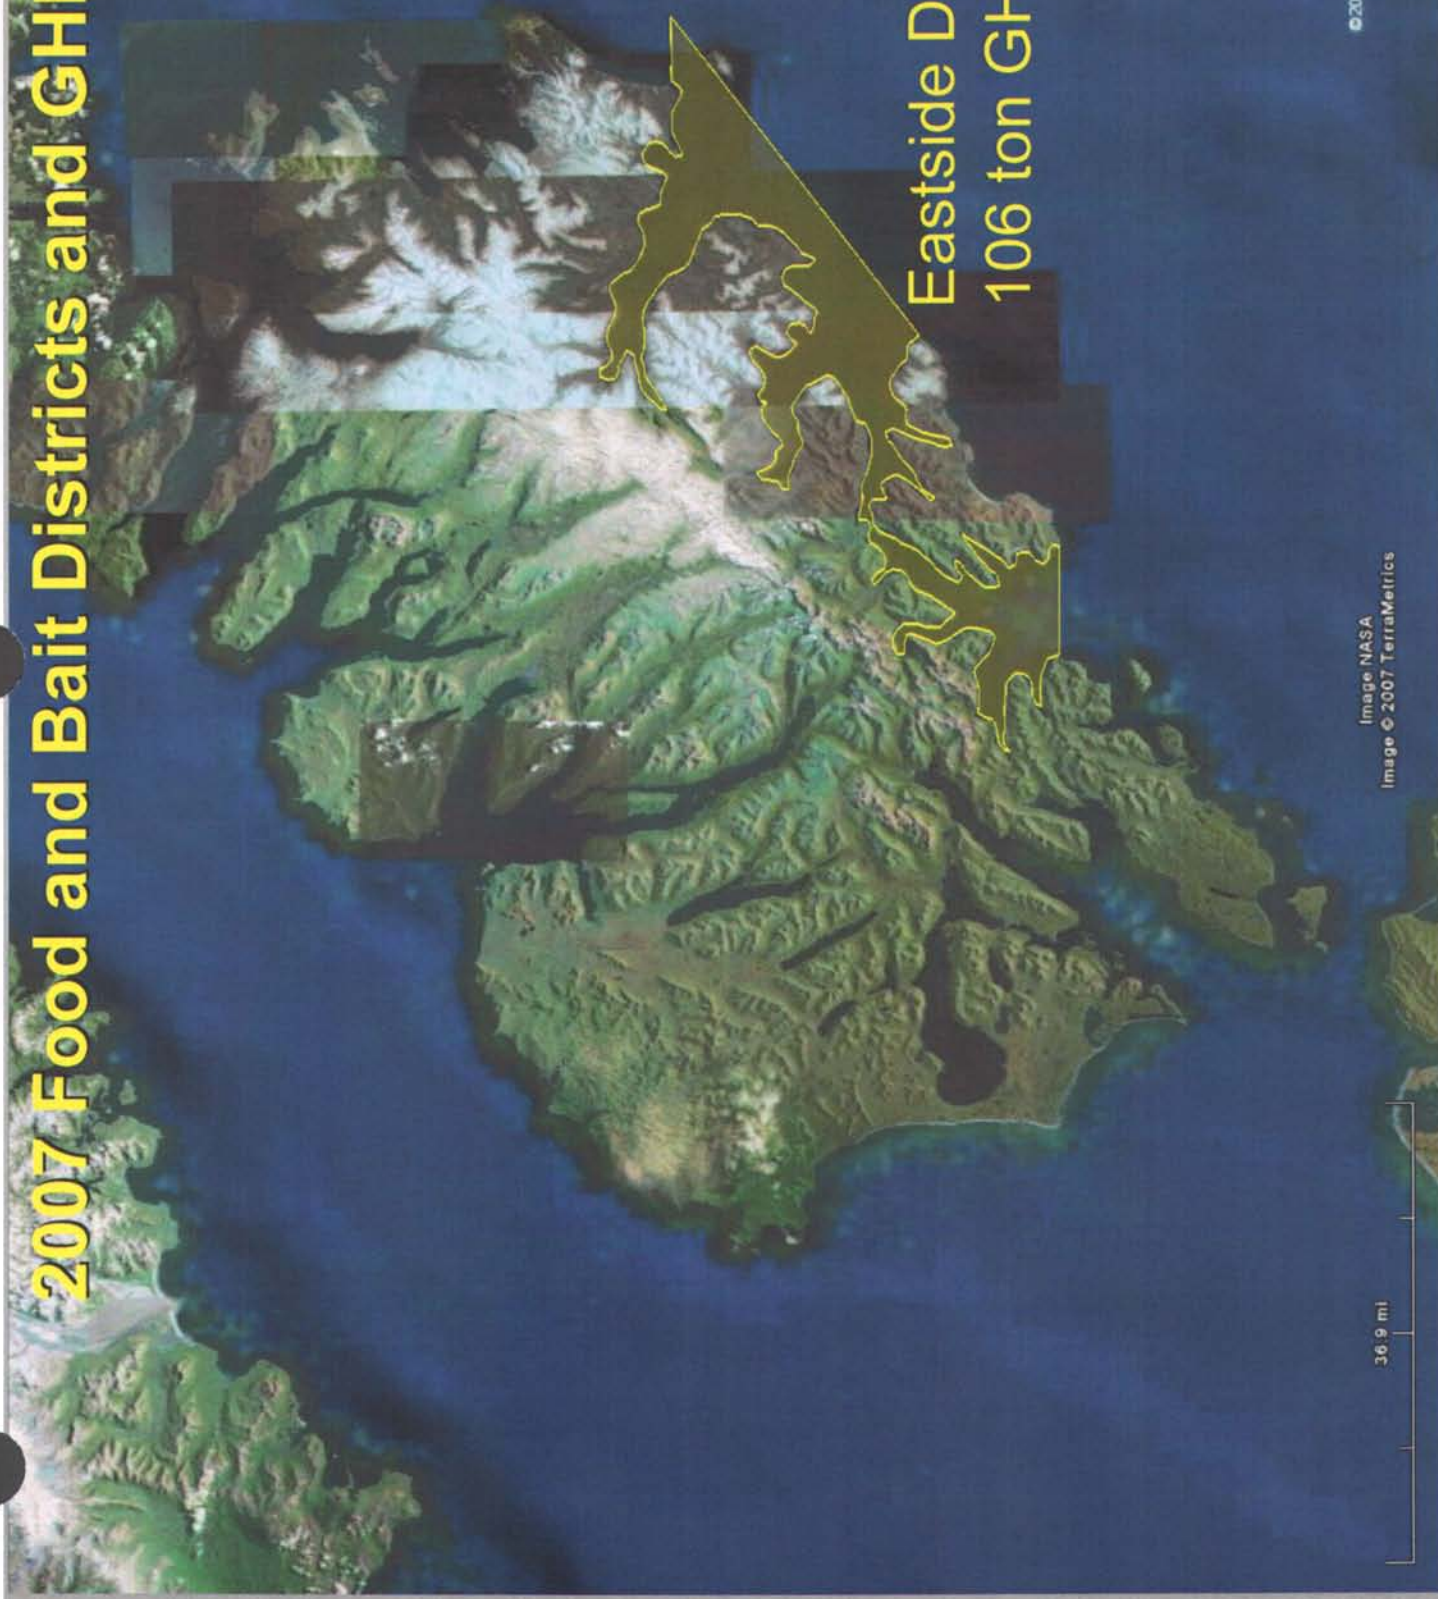 2007 Food and Bait Districts and GH
Eastside D
106 ton GH
Image NASA
Image © 2007 TerraMetrics
36.9 mi
©20